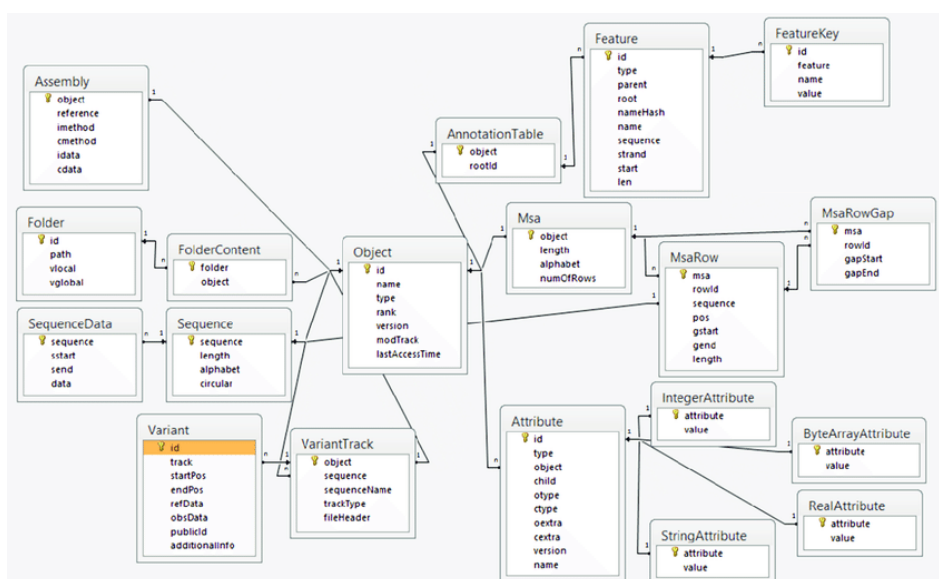 Assembly
object
reference
imethod
cmethod
idata
cdata
Folder
id
path
vlocal
vglobal
FolderContent
folder
object
SequenceData
sequence
sstart
send
data
Sequence
sequence
length
alphabet
circular
Variant
id
track
startPos
endPos
refData
obsData
publicId
additionalInfo
VariantTrack
object
sequence
sequenceName
trackType
fileHeader
Object
id
name
type
rank
version
modTrack
lastAccessTime
AnnotationTable
object
rootId
Feature
id
type
parent
root
nameHash
name
sequence
strand
start
len
FeatureKey
id
feature
name
value
Msa
object
length
alphabet
numOfRows
MsaRow
msa
rowId
sequence
pos
gstart
gend
length
MsaRowGap
msa
rowId
gapStart
gapEnd
Attribute
id
type
object
child
otype
ctype
oextra
cextra
version
name
IntegerAttribute
attribute
value
ByteArrayAttribute
attribute
value
RealAttribute
attribute
value
StringAttribute
attribute
value